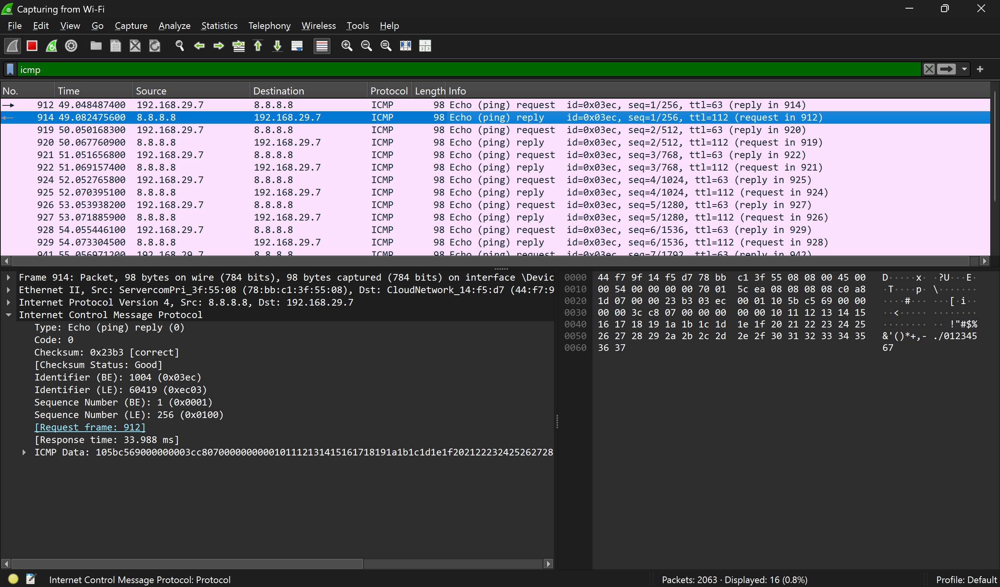 Capturing from Wi-Fi
File Edit View Go Capture Analyze Statistics Telephony Wireless Tools Help
icmp
No. Time Source Destination Protocol Length Info
912 49.048487400 192.168.29.7 8.8.8.8 ICMP 98 Echo (ping) request id=0x03ec, seq=1/256, ttl=63 (reply in 914)
914 49.082475600 8.8.8.8 192.168.29.7 ICMP 98 Echo (ping) reply id=0x03ec, seq=1/256, ttl=112 (request in 912)
919 50.050168300 192.168.29.7 8.8.8.8 ICMP 98 Echo (ping) request id=0x03ec, seq=2/512, ttl=63 (reply in 920)
920 50.067760900 8.8.8.8 192.168.29.7 ICMP 98 Echo (ping) reply id=0x03ec, seq=2/512, ttl=112 (request in 919)
921 51.051656800 192.168.29.7 8.8.8.8 ICMP 98 Echo (ping) request id=0x03ec, seq=3/768, ttl=63 (reply in 922)
922 51.069157400 8.8.8.8 192.168.29.7 ICMP 98 Echo (ping) reply id=0x03ec, seq=3/768, ttl=112 (request in 921)
924 52.052765800 192.168.29.7 8.8.8.8 ICMP 98 Echo (ping) request id=0x03ec, seq=4/1024, ttl=63 (reply in 925)
925 52.070395100 8.8.8.8 192.168.29.7 ICMP 98 Echo (ping) reply id=0x03ec, seq=4/1024, ttl=112 (request in 924)
926 53.053938200 192.168.29.7 8.8.8.8 ICMP 98 Echo (ping) request id=0x03ec, seq=5/1280, ttl=63 (reply in 927)
927 53.071885900 8.8.8.8 192.168.29.7 ICMP 98 Echo (ping) reply id=0x03ec, seq=5/1280, ttl=112 (request in 926)
928 54.055446100 192.168.29.7 8.8.8.8 ICMP 98 Echo (ping) request id=0x03ec, seq=6/1536, ttl=63 (reply in 929)
929 54.073304500 8.8.8.8 192.168.29.7 ICMP 98 Echo (ping) reply id=0x03ec, seq=6/1536, ttl=112 (request in 928)
941 55.056971200 192.168.29.7 8.8.8.8 ICMP 98 Echo (ping) request id=0x03ec, seq=7/1792, ttl=63 (reply in 942)
Frame 914: Packet, 98 bytes on wire (784 bits), 98 bytes captured (784 bits) on interface \Devic
Ethernet II, Src: ServercomPri_3f:55:08 (78:bb:c1:3f:55:08), Dst: CloudNetwork_14:f5:d7 (44:f7:9
Internet Protocol Version 4, Src: 8.8.8.8, Dst: 192.168.29.7
Internet Control Message Protocol
Type: Echo (ping) reply (0)
Code: 0
Checksum: 0x23b3 [correct]
[Checksum Status: Good]
Identifier (BE): 1004 (0x03ec)
Identifier (LE): 60419 (0xec03)
Sequence Number (BE): 1 (0x0001)
Sequence Number (LE): 256 (0x0100)
[Request frame: 912]
[Response time: 33.988 ms]
ICMP Data: 105bc569000000003cc8070000000000101112131415161718191a1b1c1d1e1f202122232425262728
0000 44 f7 9f 14 f5 d7 78 bb c1 3f 55 08 08 00 45 00 D·····x· ·?U···E·
0010 00 54 00 00 00 00 70 01 5c ea 08 08 08 08 c0 a8 ·T····p· \·······
0020 1d 07 00 00 23 b3 03 ec 00 01 10 5b c5 69 00 00 ····#··· ···[·i··
0030 00 00 3c c8 07 00 00 00 00 00 10 11 12 13 14 15 ··<····· ········
0040 16 17 18 19 1a 1b 1c 1d 1e 1f 20 21 22 23 24 25 ········ ·· !"#$%
0050 26 27 28 29 2a 2b 2c 2d 2e 2f 30 31 32 33 34 35 &'()*+,- ./012345
0060 36 37 67
Internet Control Message Protocol: Protocol
Packets: 2063 · Displayed: 16 (0.8%)
Profile: Default